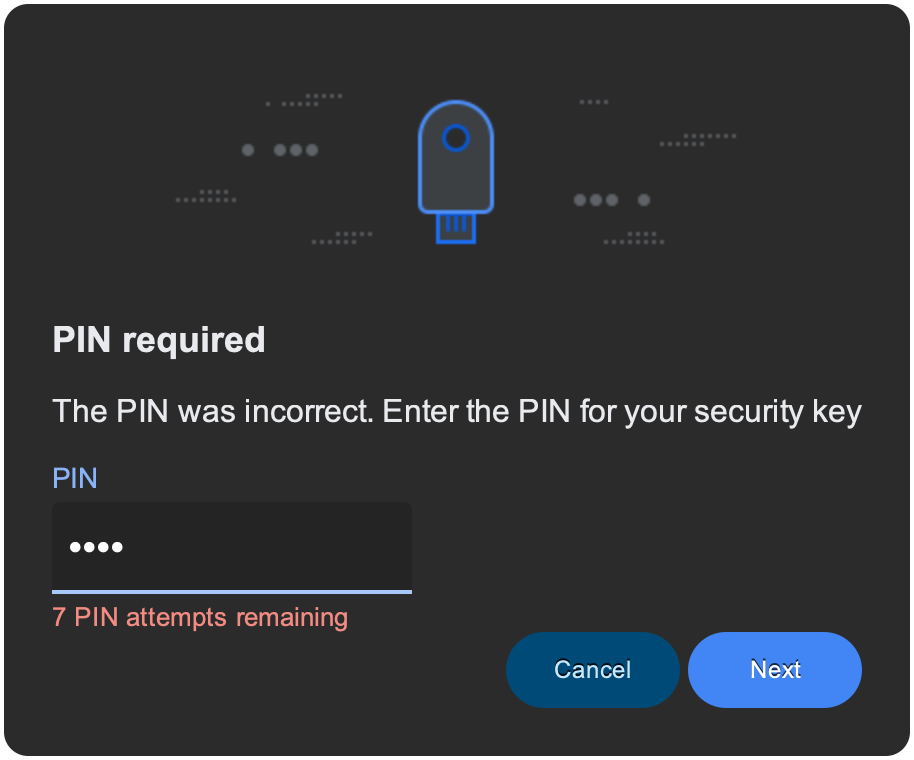 PIN required
The PIN was incorrect. Enter the PIN for your security key
PIN
••••
7 PIN attempts remaining
Cancel Next